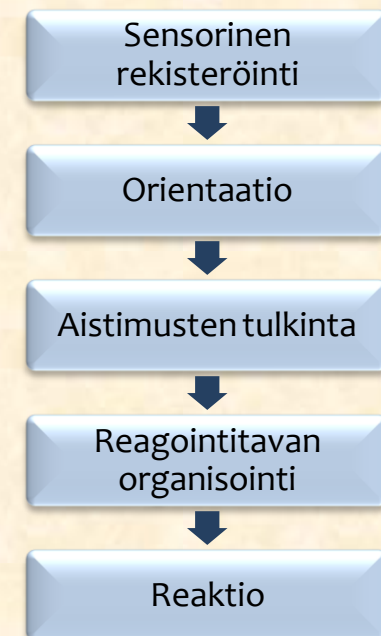 Sensorinen
rekisteröinti
Orientaatio
Aistimusten tulkinta
Reagointitavan
organisointi
Reaktio